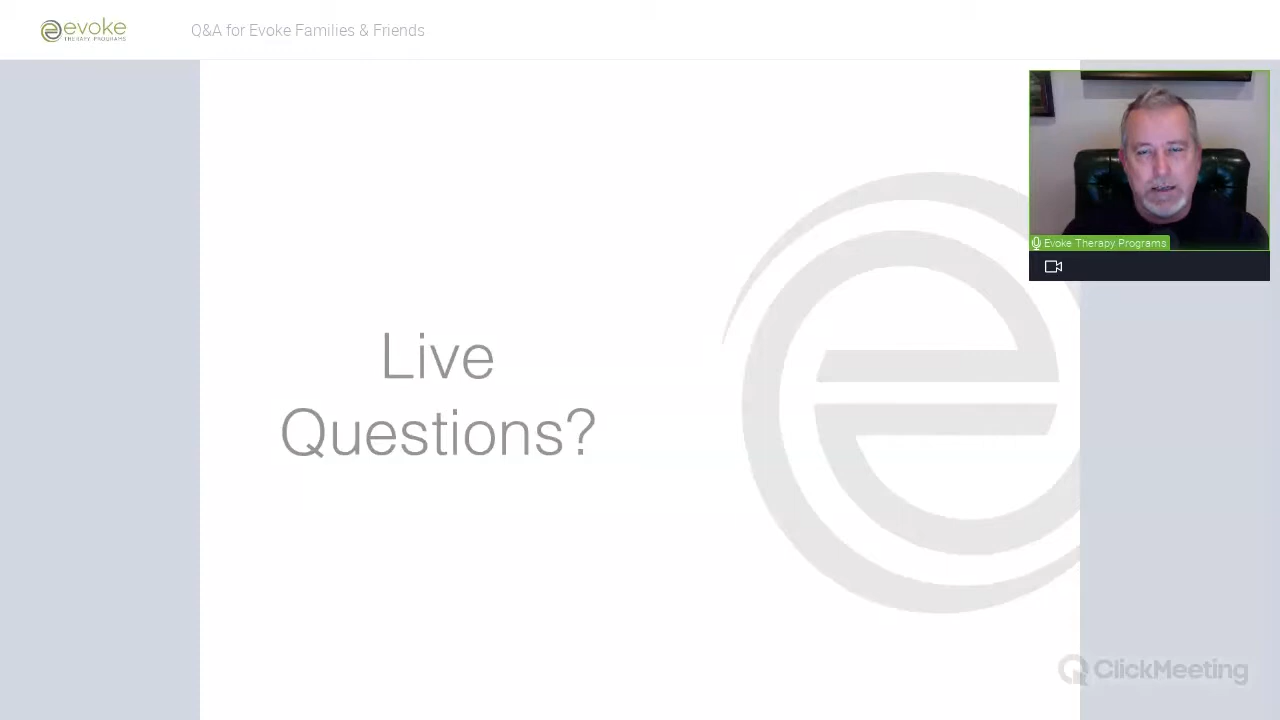 evoke
THERAPY PROGRAMS
Q&A for Evoke Families & Friends
Evoke Therapy Programs
Live
Questions?
ClickMeeting